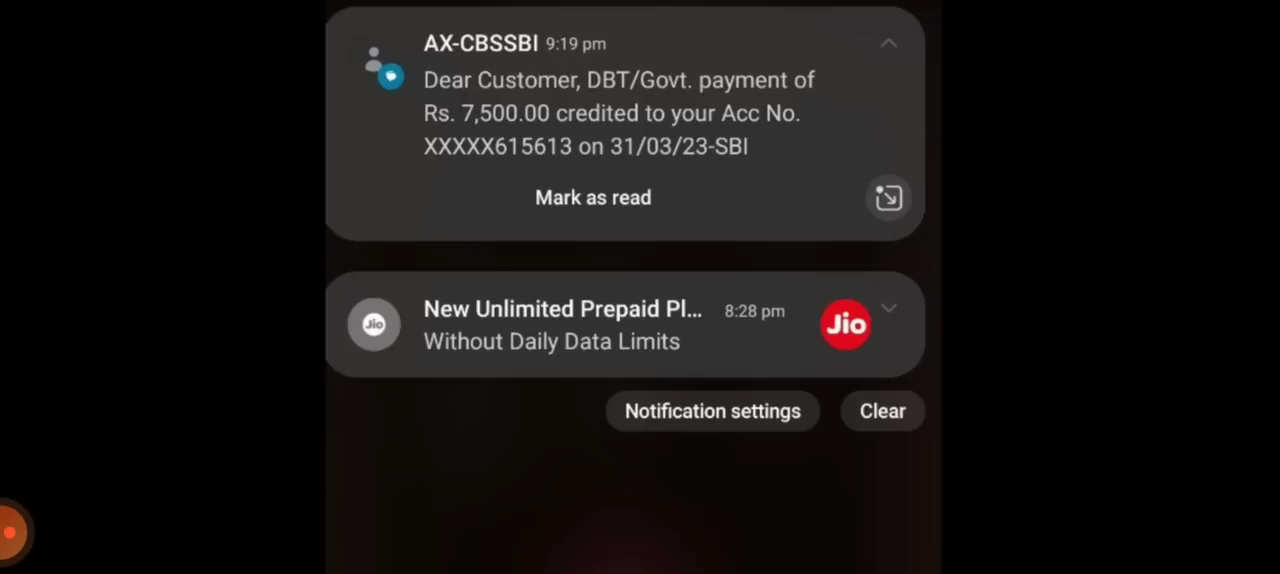 AX-CBSSBI 9:19 pm
Dear Customer, DBT/Govt. payment of
Rs. 7,500.00 credited to your Acc No.
XXXXX615613 on 31/03/23-SBI
Mark as read
Jio
New Unlimited Prepaid Pl... 8:28 pm
Without Daily Data Limits
Jio
Notification settings
Clear